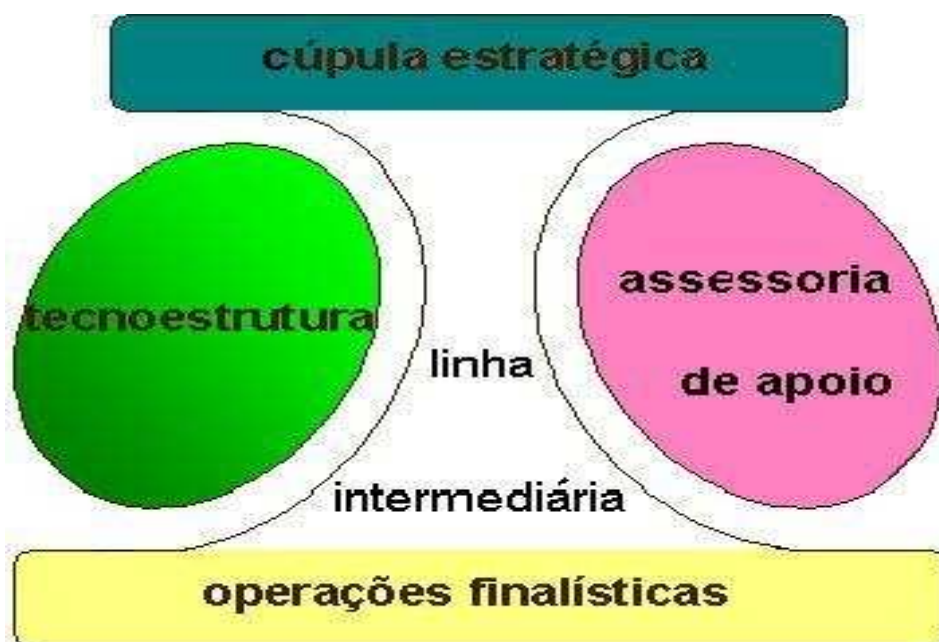 cúpula estratégica
tecnoestrutura
assessoria
de apoio
linha
intermediária
operações finalísticas